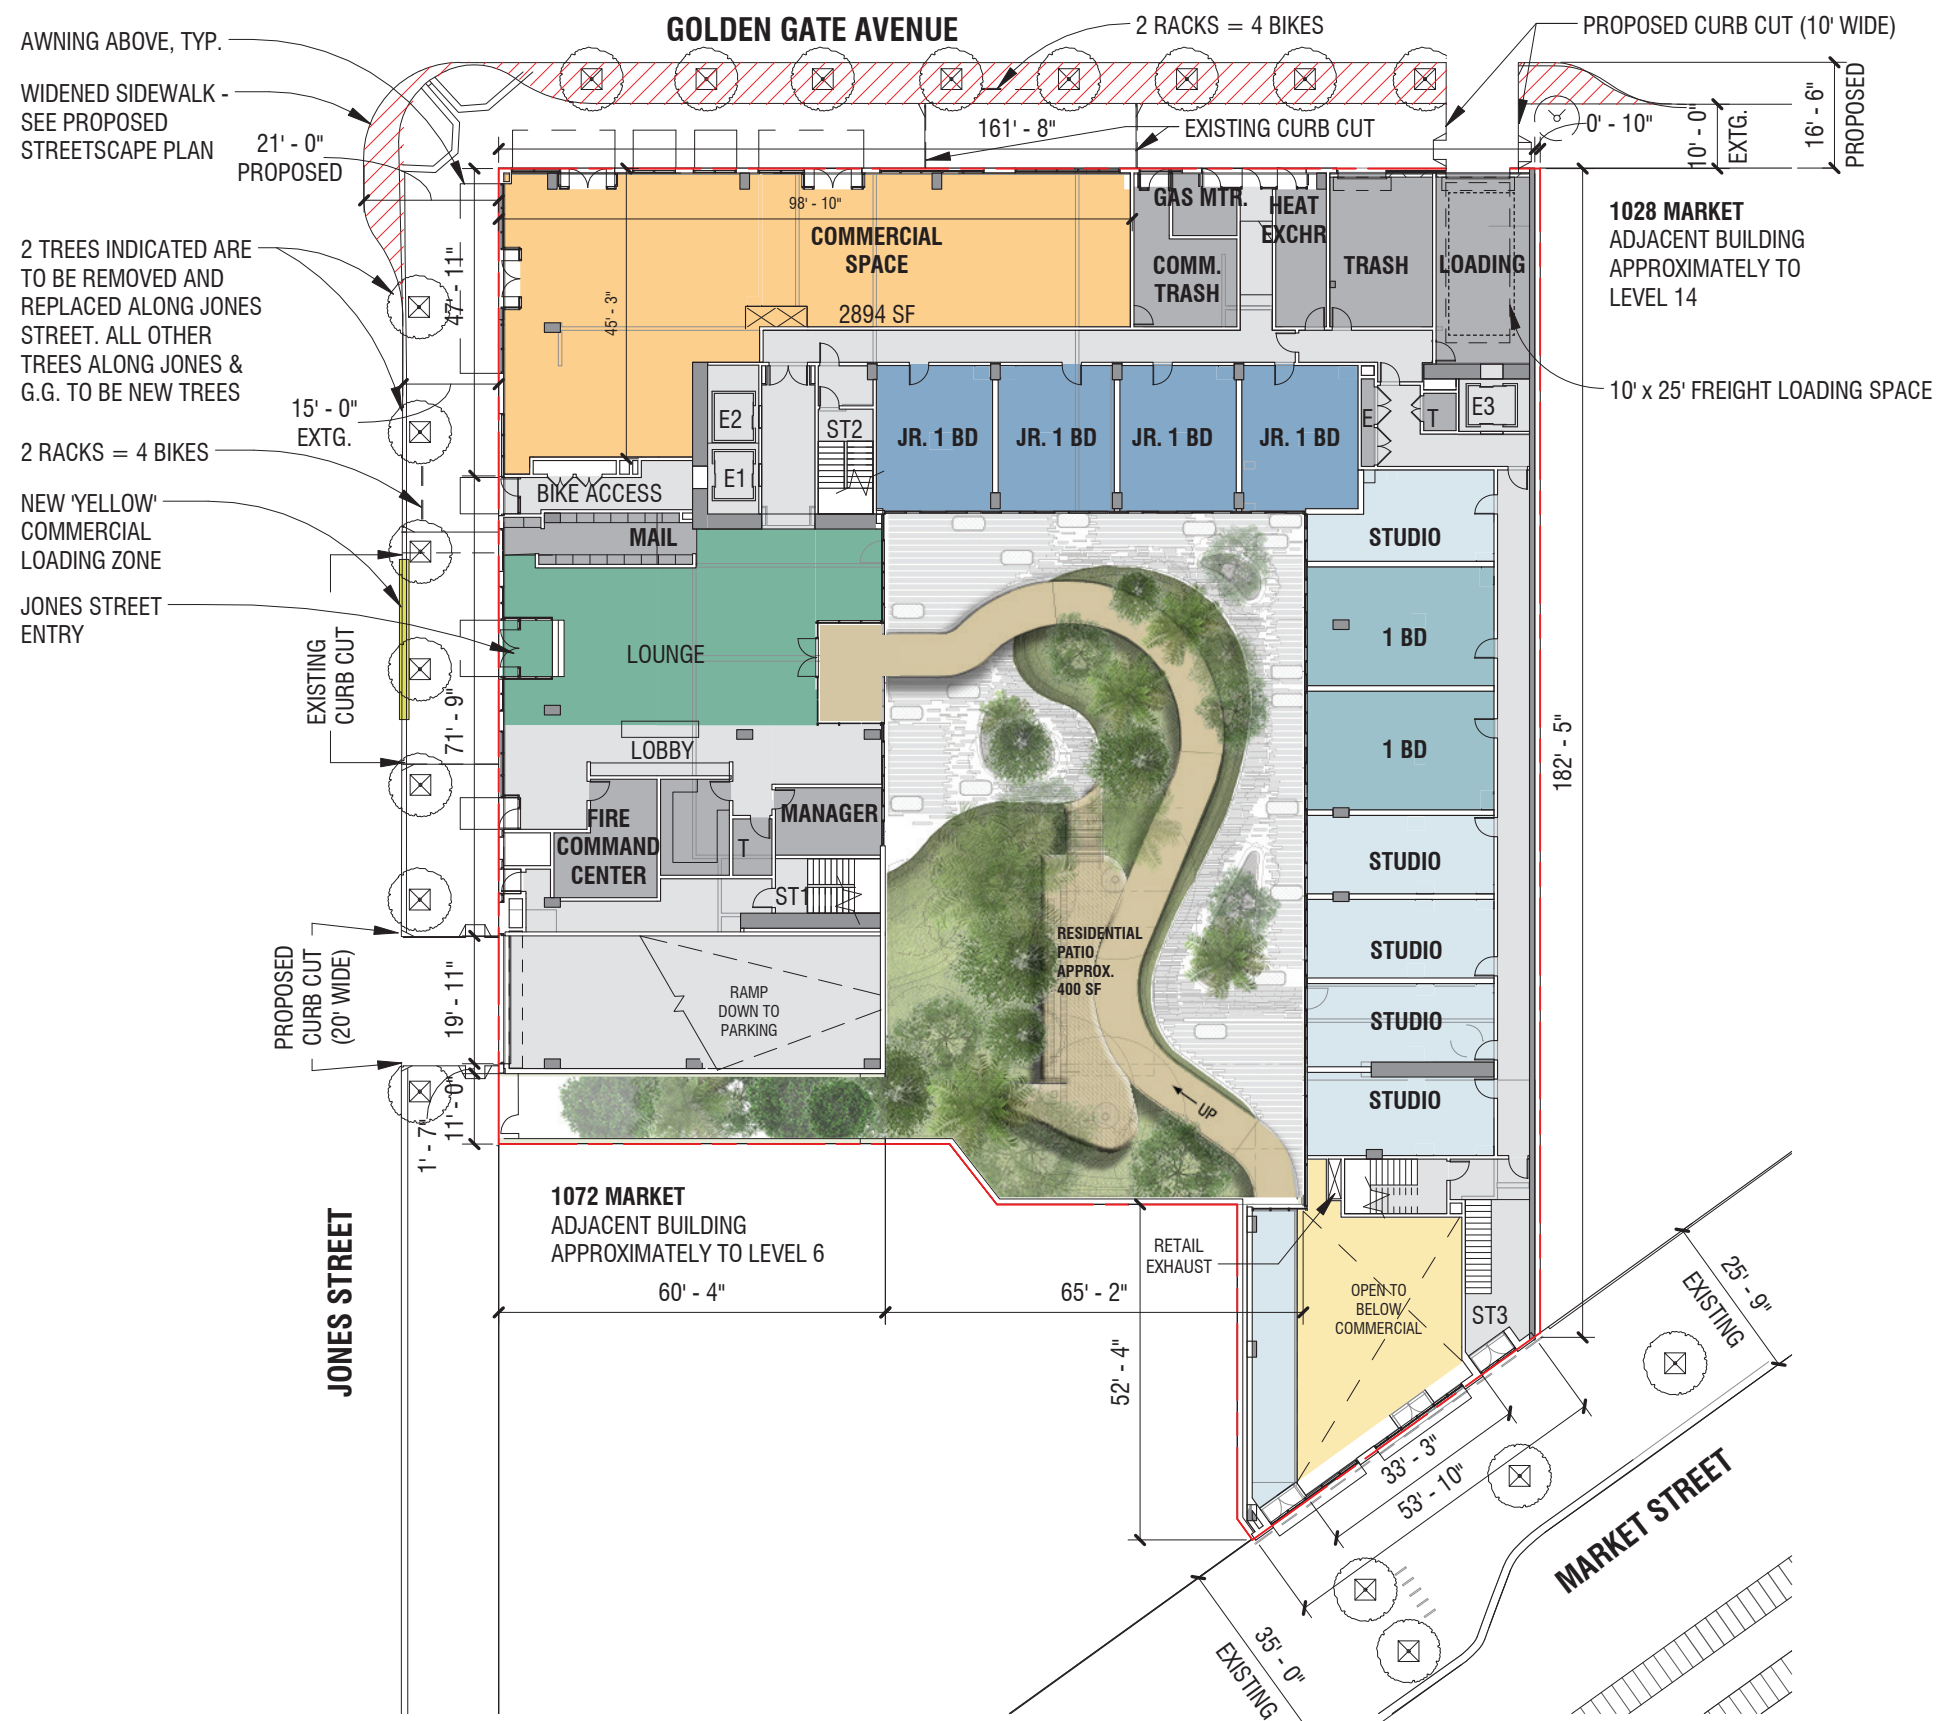 GOLDEN GATE AVENUE
2 RACKS = 4 BIKES
PROPOSED CURB CUT (10' WIDE)
AWNING ABOVE, TYP.
WIDENED SIDEWALK -
SEE PROPOSED
STREETSCAPE PLAN
21' - 0"
PROPOSED
161' - 8"
EXISTING CURB CUT
0' - 10"
10' - 0"
EXTG.
16' - 6"
PROPOSED
2 TREES INDICATED ARE
TO BE REMOVED AND
REPLACED ALONG JONES
STREET. ALL OTHER
TREES ALONG JONES &
G.G. TO BE NEW TREES
47' - 11"
15' - 0"
EXTG.
2 RACKS = 4 BIKES
NEW 'YELLOW'
COMMERCIAL
LOADING ZONE
JONES STREET
ENTRY
EXISTING
CURB CUT
71' - 9"
PROPOSED
CURB CUT
(20' WIDE)
19' - 11"
11' - 0"
1' - 7"
98' - 10"
COMMERCIAL
SPACE
45' - 3"
2894 SF
GAS MTR.
HEAT
EXCHR
COMM.
TRASH
TRASH
LOADING
1028 MARKET
ADJACENT BUILDING
APPROXIMATELY TO
LEVEL 14
10' x 25' FREIGHT LOADING SPACE
E2
E1
ST2
JR. 1 BD
JR. 1 BD
JR. 1 BD
JR. 1 BD
E
T
E3
BIKE ACCESS
MAIL
LOUNGE
LOBBY
FIRE
COMMAND
CENTER
T
MANAGER
ST1
RAMP
DOWN TO
PARKING
STUDIO
1 BD
1 BD
STUDIO
STUDIO
STUDIO
STUDIO
182' - 5"
RESIDENTIAL
PATIO
APPROX.
400 SF
UP
1072 MARKET
ADJACENT BUILDING
APPROXIMATELY TO LEVEL 6
RETAIL
EXHAUST
OPEN TO
BELOW
COMMERCIAL
ST3
60' - 4"
65' - 2"
52' - 4"
25' - 9"
EXISTING
33' - 3"
53' - 10"
35' - 0"
EXISTING
JONES STREET
MARKET STREET